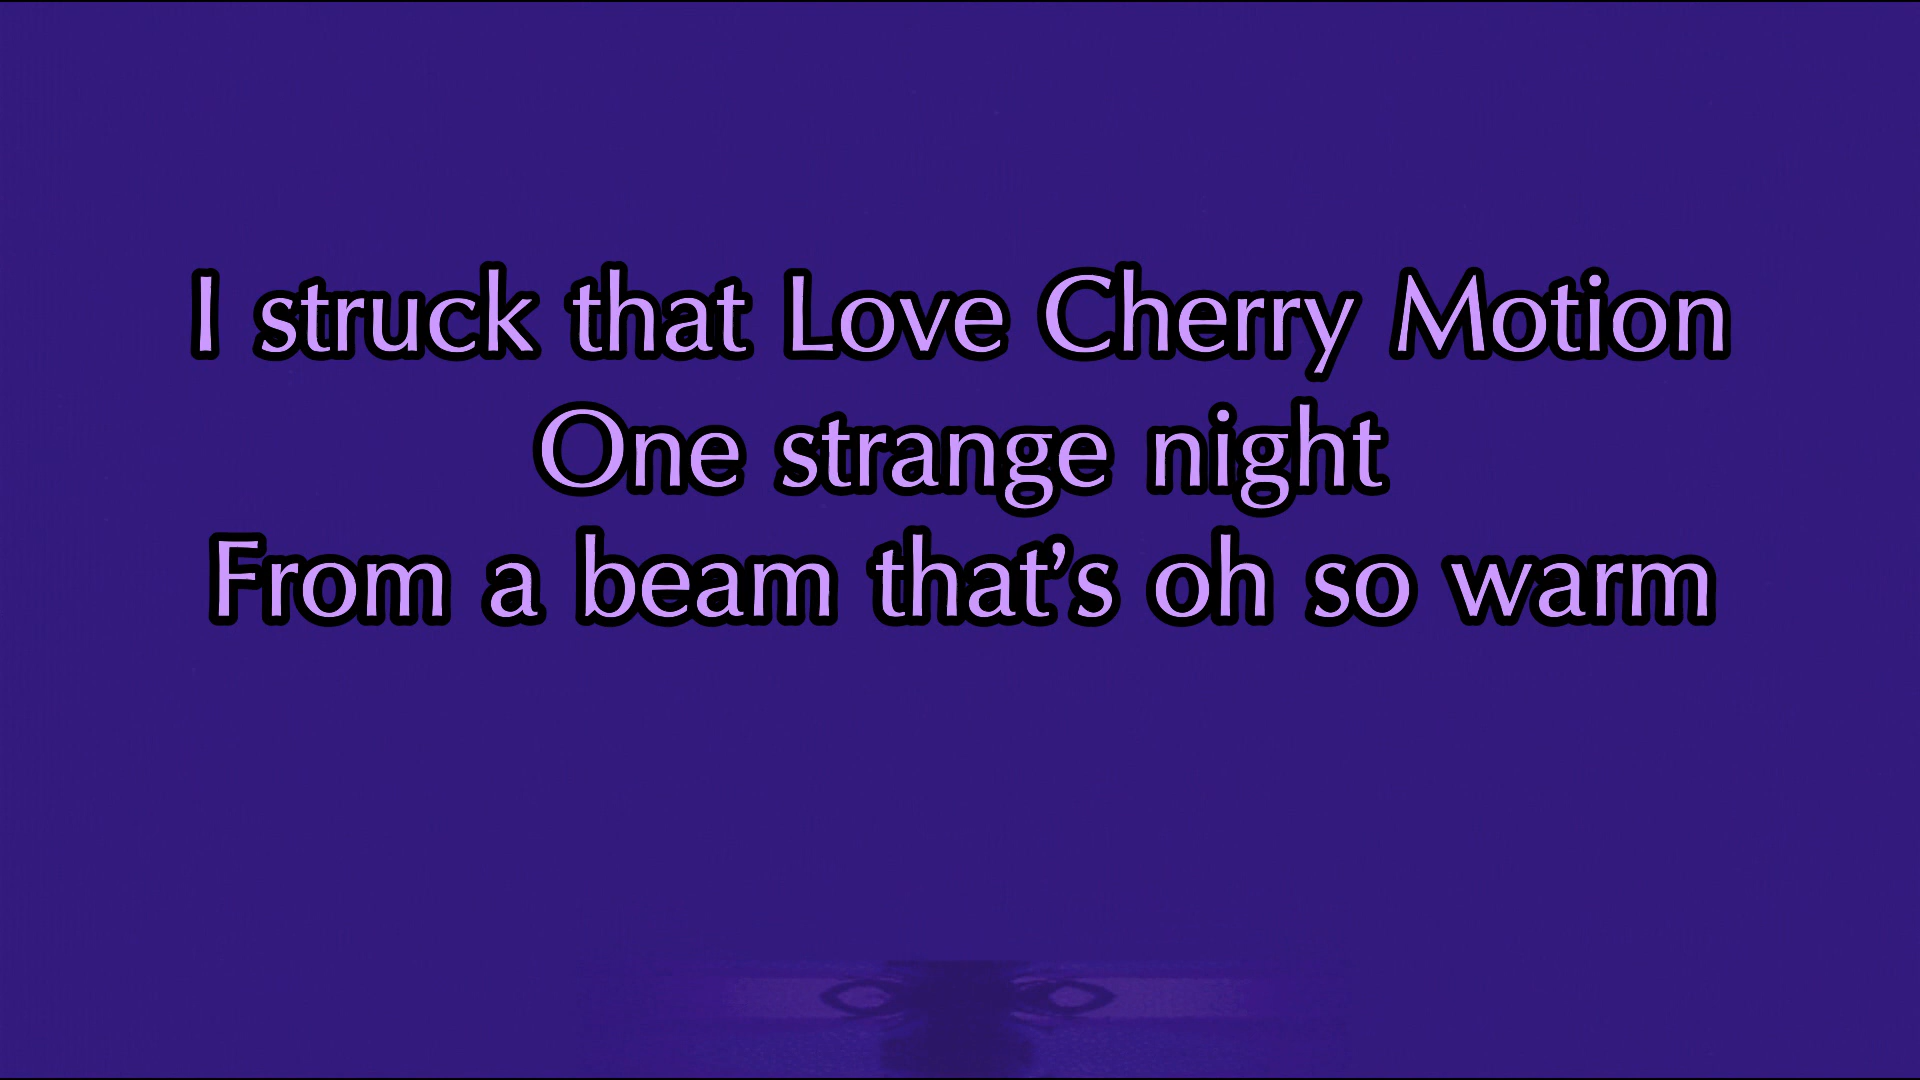 I struck that Love Cherry Motion
One strange night
From a beam that’s oh so warm